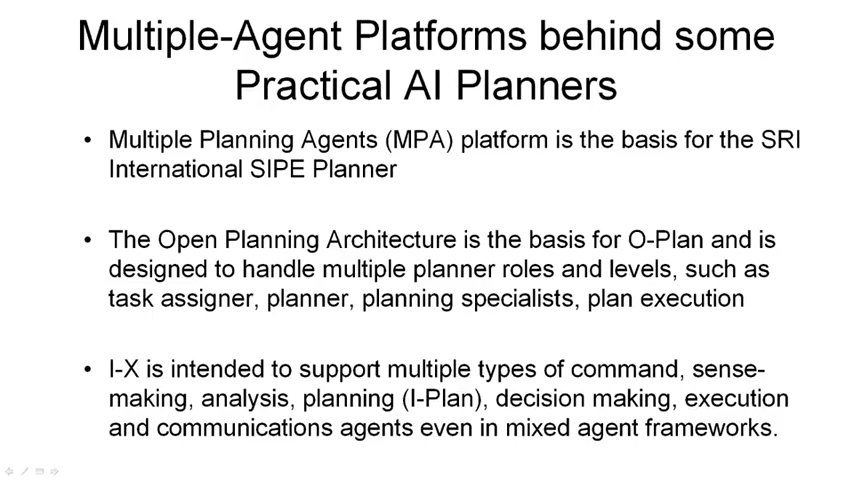 Multiple-Agent Platforms behind some
Practical AI Planners
• Multiple Planning Agents (MPA) platform is the basis for the SRI
International SIPE Planner
• The Open Planning Architecture is the basis for O-Plan and is
designed to handle multiple planner roles and levels, such as
task assigner, planner, planning specialists, plan execution
• I-X is intended to support multiple types of command, sense-
making, analysis, planning (I-Plan), decision making, execution
and communications agents even in mixed agent frameworks.